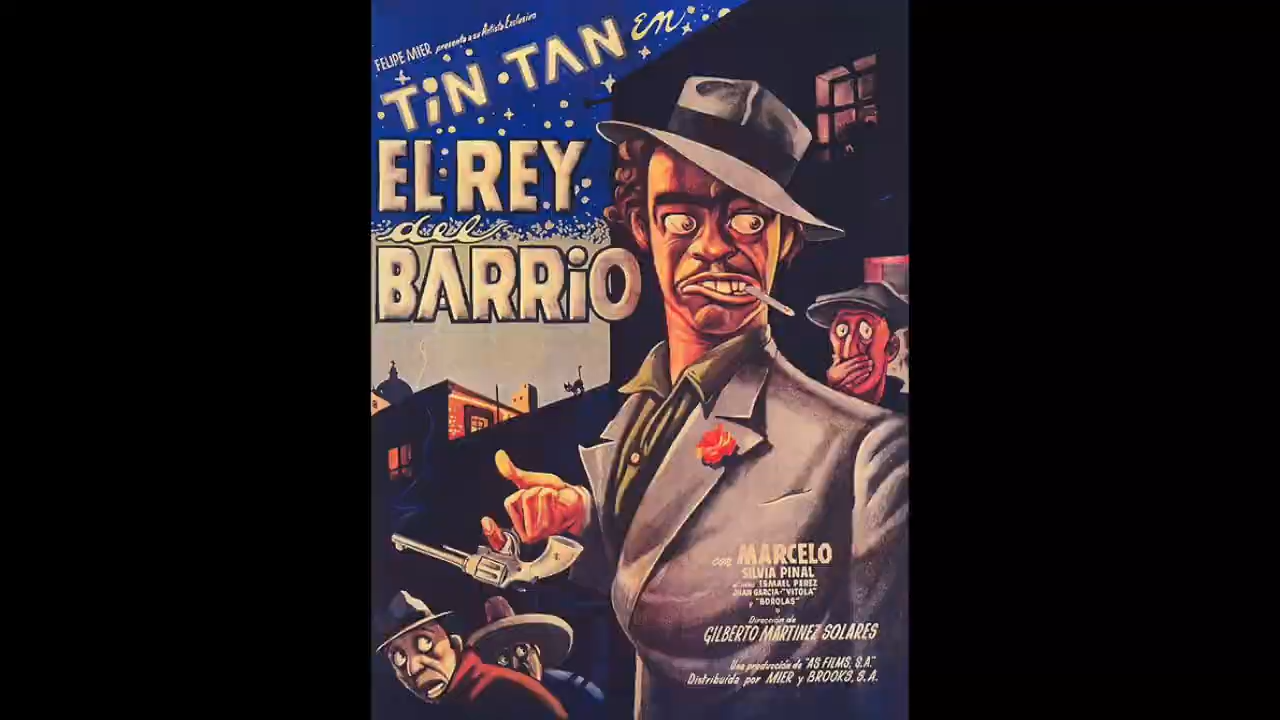 FELIPE MIER presenta a su Artista Exclusivo
TIN·TAN en
EL REY
del
BARRIO
con MARCELO
SILVIA PINAL
ISMAEL PEREZ
JUAN GARCIA·"VITOLA"
y "BOROLAS"
Dirección de
GILBERTO MARTINEZ SOLARES
Una producción de "AS FILMS, S.A."
Distribuida por MIER y BROOKS, S.A.